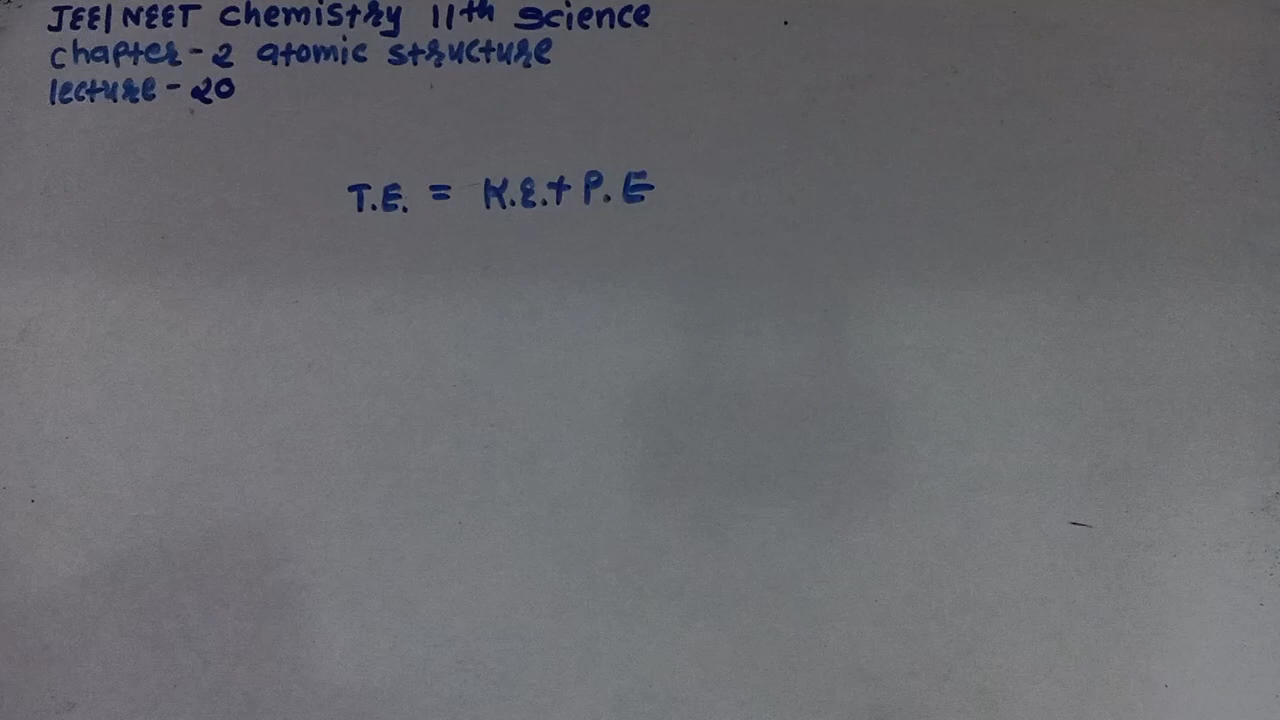 JEE/NEET chemistry 11th science
chapter-2 atomic structure
lecture-20
T.E. = K.E.+ P.E